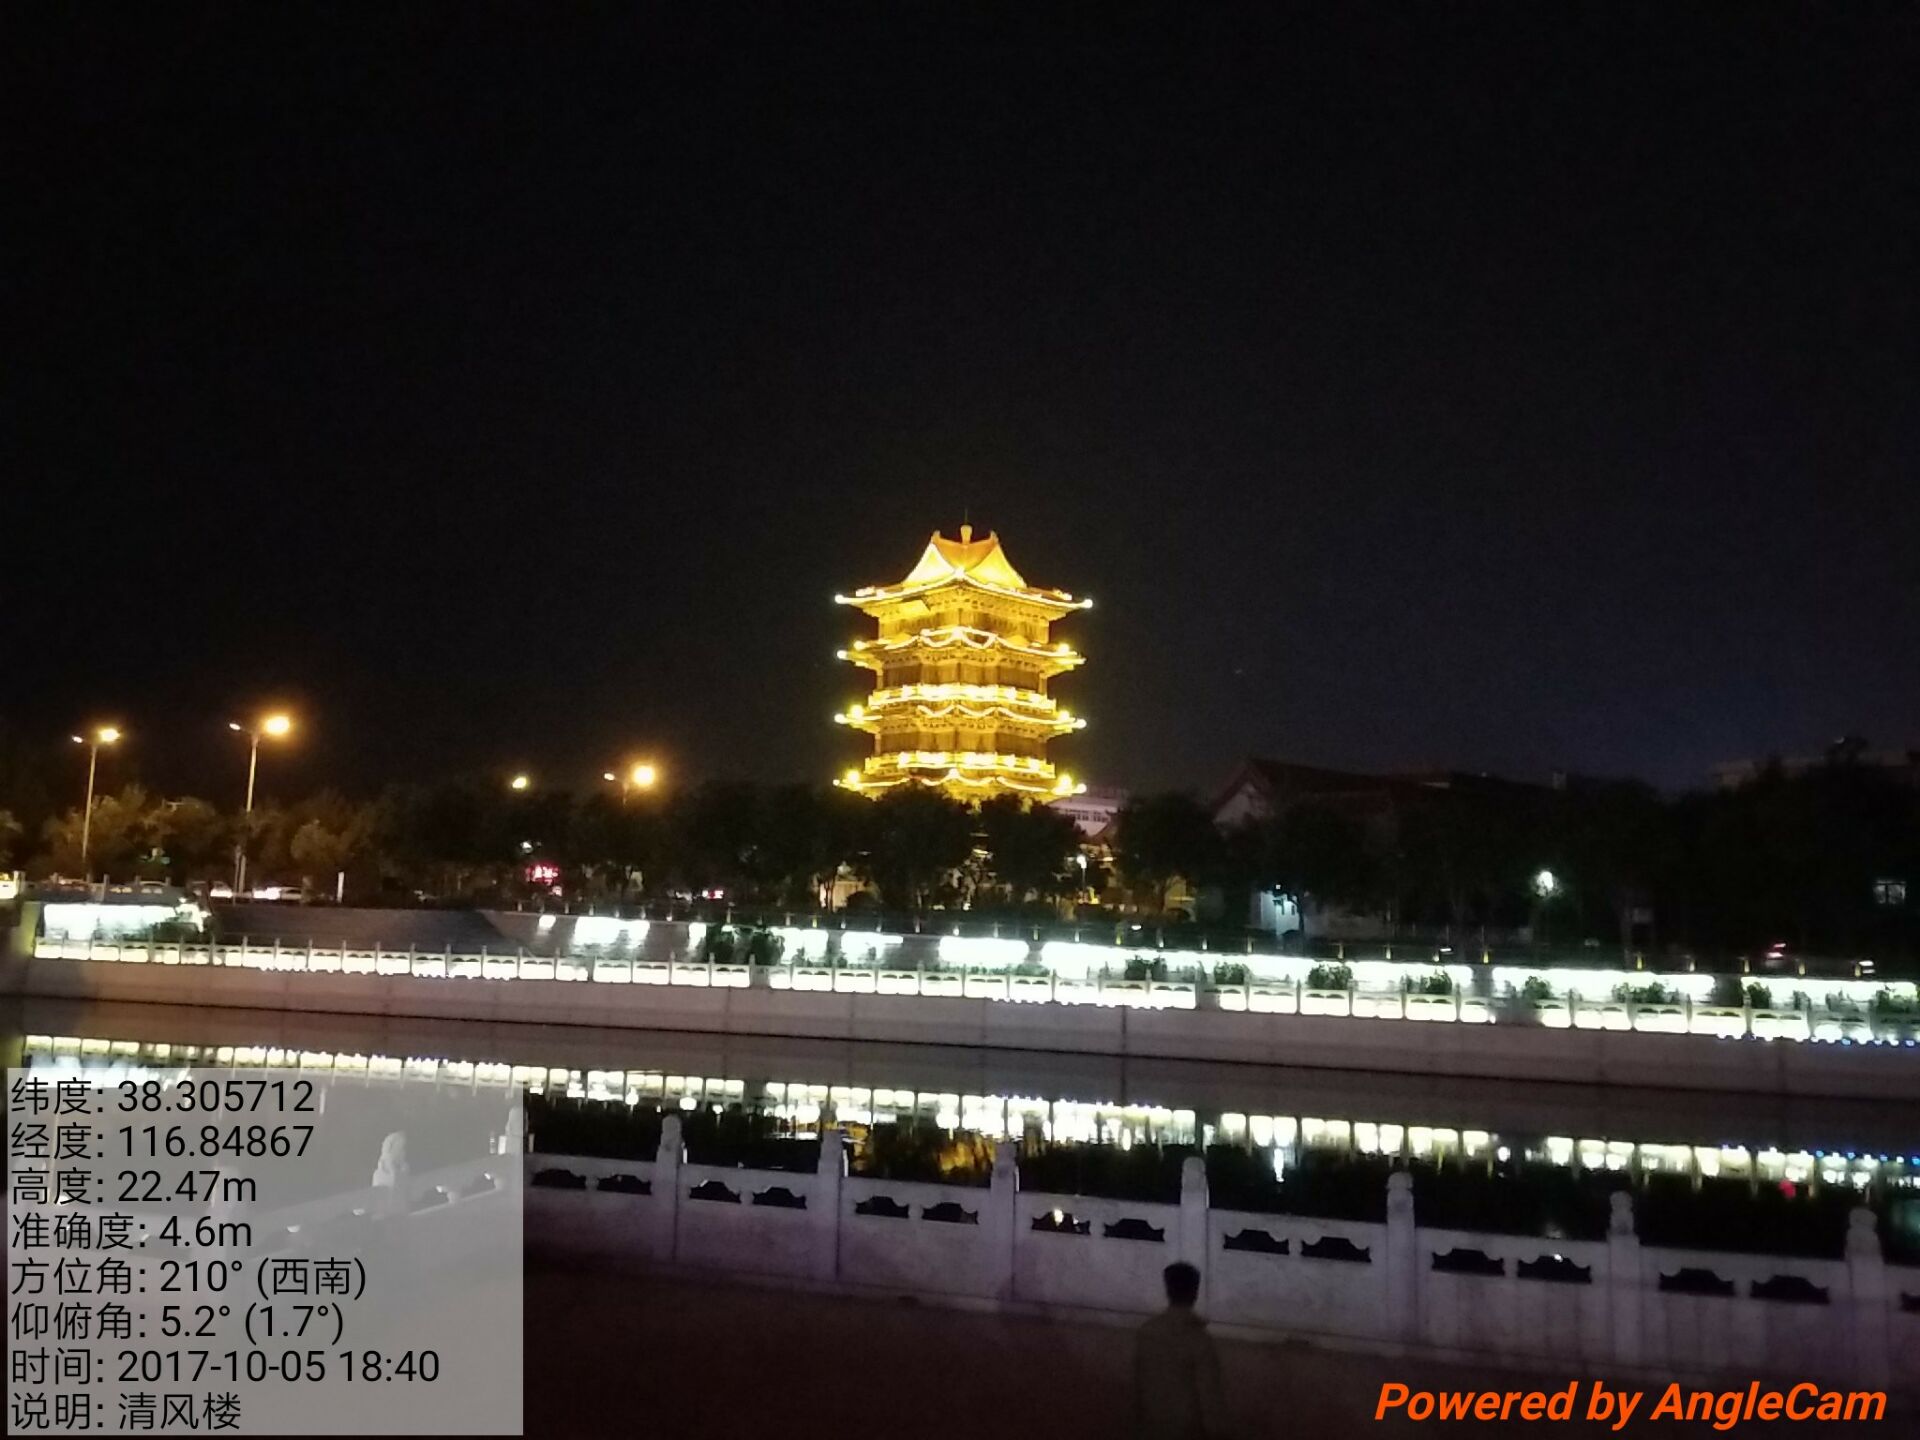 纬度: 38.305712
经度: 116.84867
高度: 22.47m
准确度: 4.6m
方位角: 210° (西南)
仰俯角: 5.2° (1.7°)
时间: 2017-10-05 18:40
说明: 清风楼
Powered by AngleCam